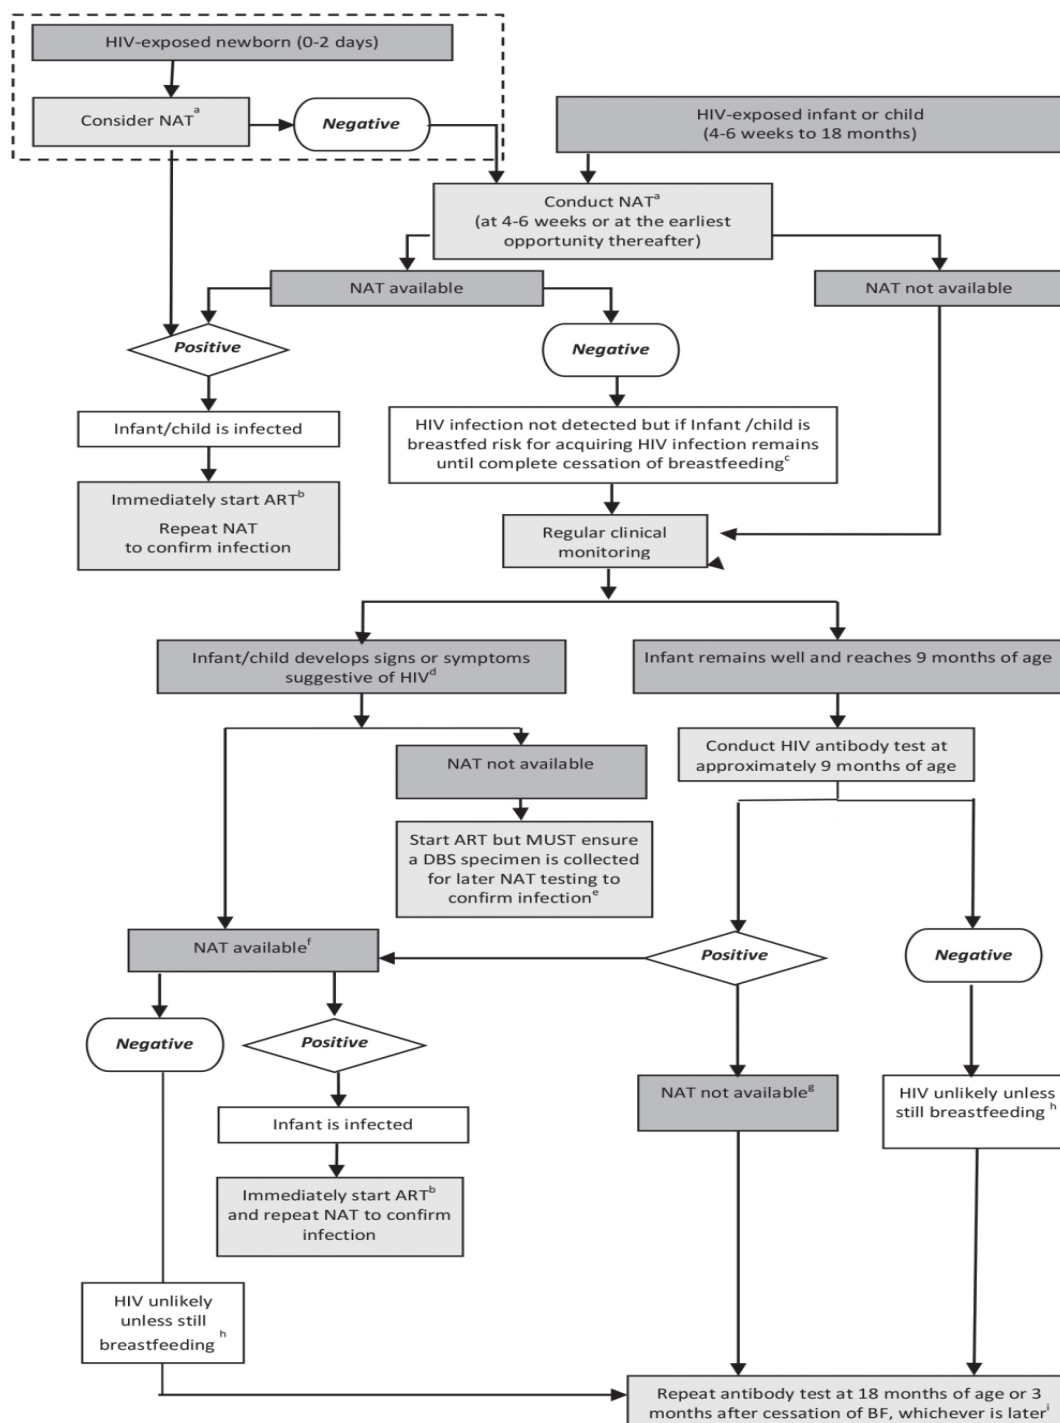 HIV-exposed newborn (0-2 days)
Consider NATa
Negative
HIV-exposed infant or child
(4-6 weeks to 18 months)
Conduct NATa
(at 4-6 weeks or at the earliest
opportunity thereafter)
NAT available
NAT not available
Positive
Negative
Infant/child is infected
HIV infection not detected but if Infant /child is
breastfed risk for acquiring HIV infection remains
until complete cessation of breastfeedingc
Immediately start ARTb
Repeat NAT
to confirm infection
Regular clinical
monitoring
Infant/child develops signs or symptoms
suggestive of HIVd
Infant remains well and reaches 9 months of age
NAT not available
Conduct HIV antibody test at
approximately 9 months of age
Start ART but MUST ensure
a DBS specimen is collected
for later NAT testing to
confirm infectione
NAT availablef
Positive
Negative
Negative
Positive
NAT not availableg
HIV unlikely unless
still breastfeeding h
Infant is infected
Immediately start ARTb
and repeat NAT to confirm
infection
HIV unlikely
unless still
breastfeeding h
Repeat antibody test at 18 months of age or 3
months after cessation of BF, whichever is lateri